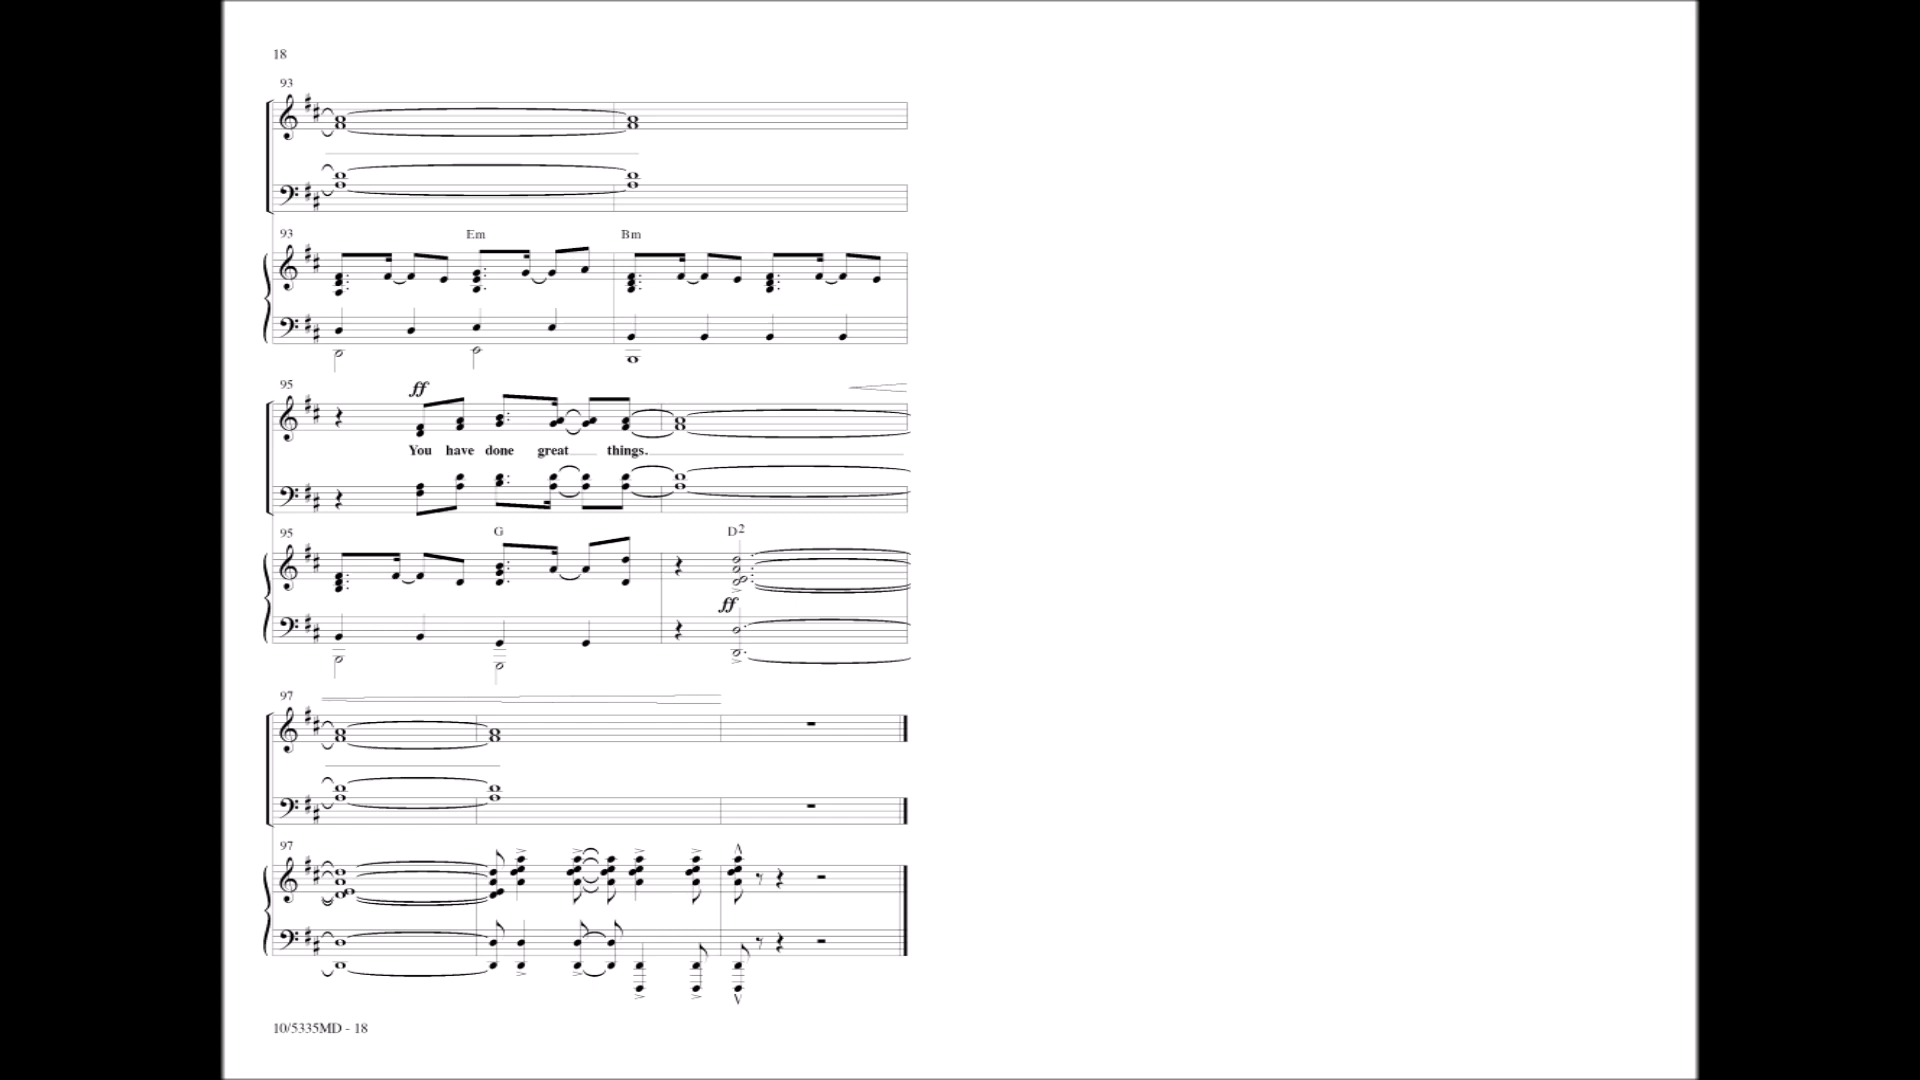 18
93
93 Em Bm
95 ff
You have done great things.
95 G D2
ff
97
97
10/5335MD - 18